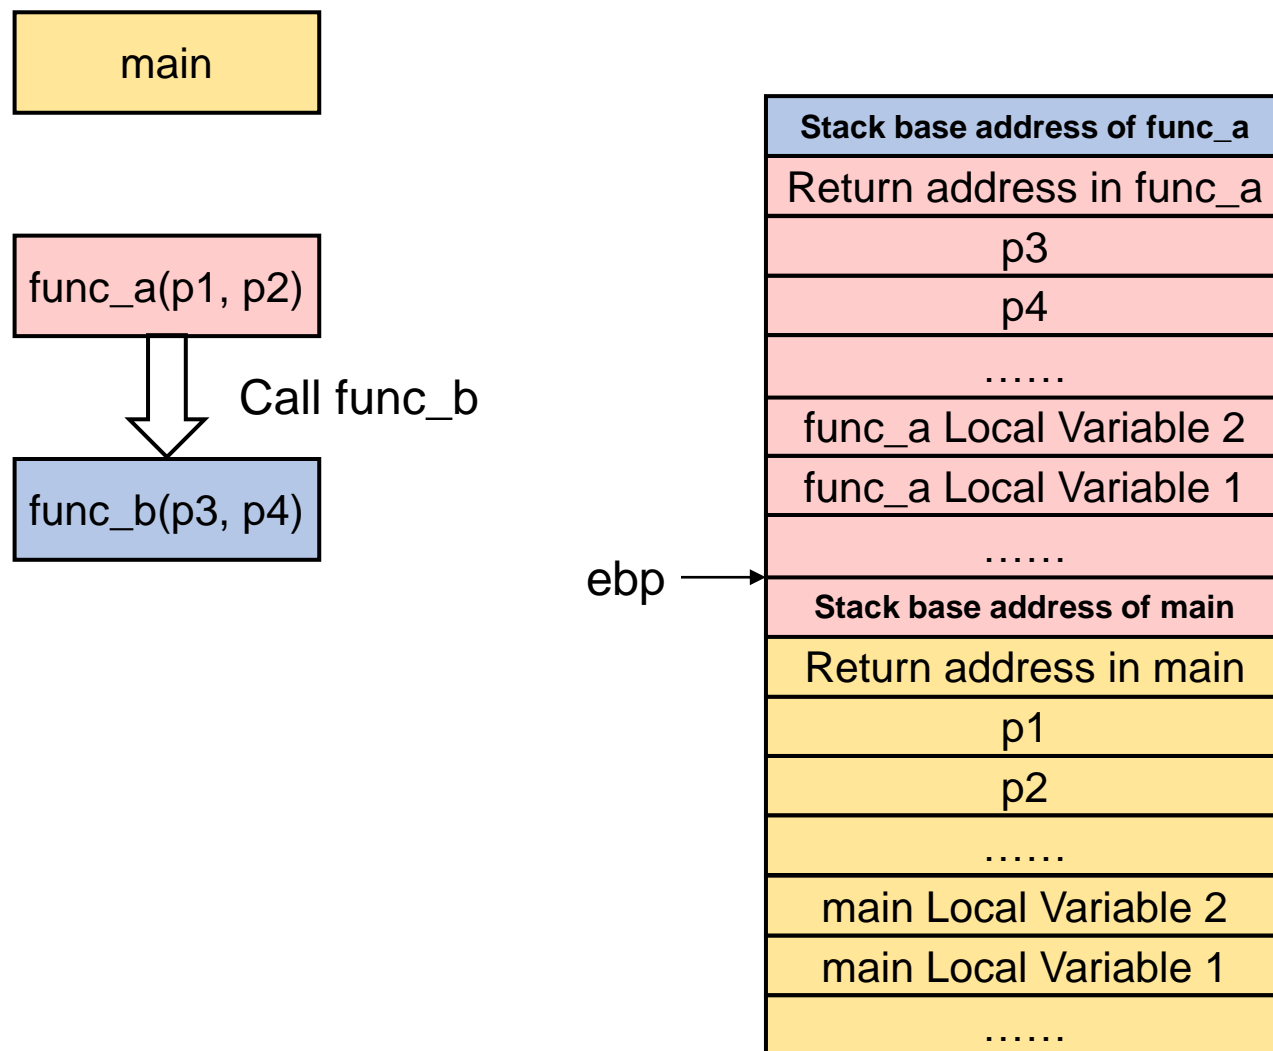 main
func_a(p1, p2)
Call func_b
func_b(p3, p4)
ebp
Stack base address of func_a
Return address in func_a
p3
p4
......
func_a Local Variable 2
func_a Local Variable 1
......
Stack base address of main
Return address in main
p1
p2
......
main Local Variable 2
main Local Variable 1
......